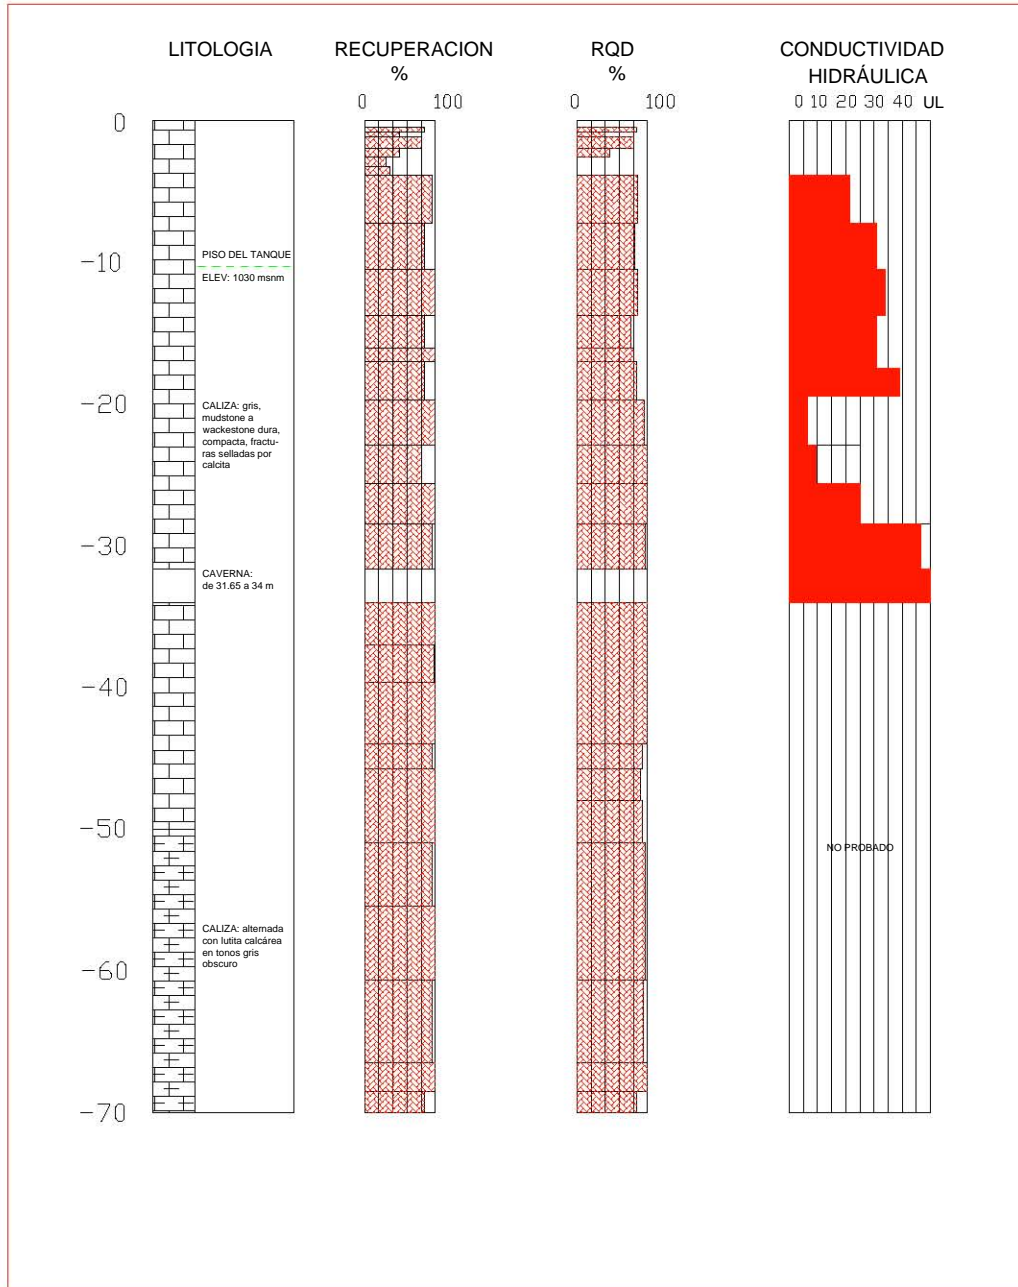 LITOLOGIA
RECUPERACION
%
RQD
%
CONDUCTIVIDAD
HIDRÁULICA
0 100
0 100
0 10 20 30 40 UL
0
-10
-20
-30
-40
-50
-60
-70
PISO DEL TANQUE
ELEV: 1030 msnm
CALIZA: gris,
mudstone a
wackestone dura,
compacta, fractu-
ras selladas por
calcita
CAVERNA:
de 31.65 a 34 m
CALIZA: alternada
con lutita calcárea
en tonos gris
obscuro
NO PROBADO